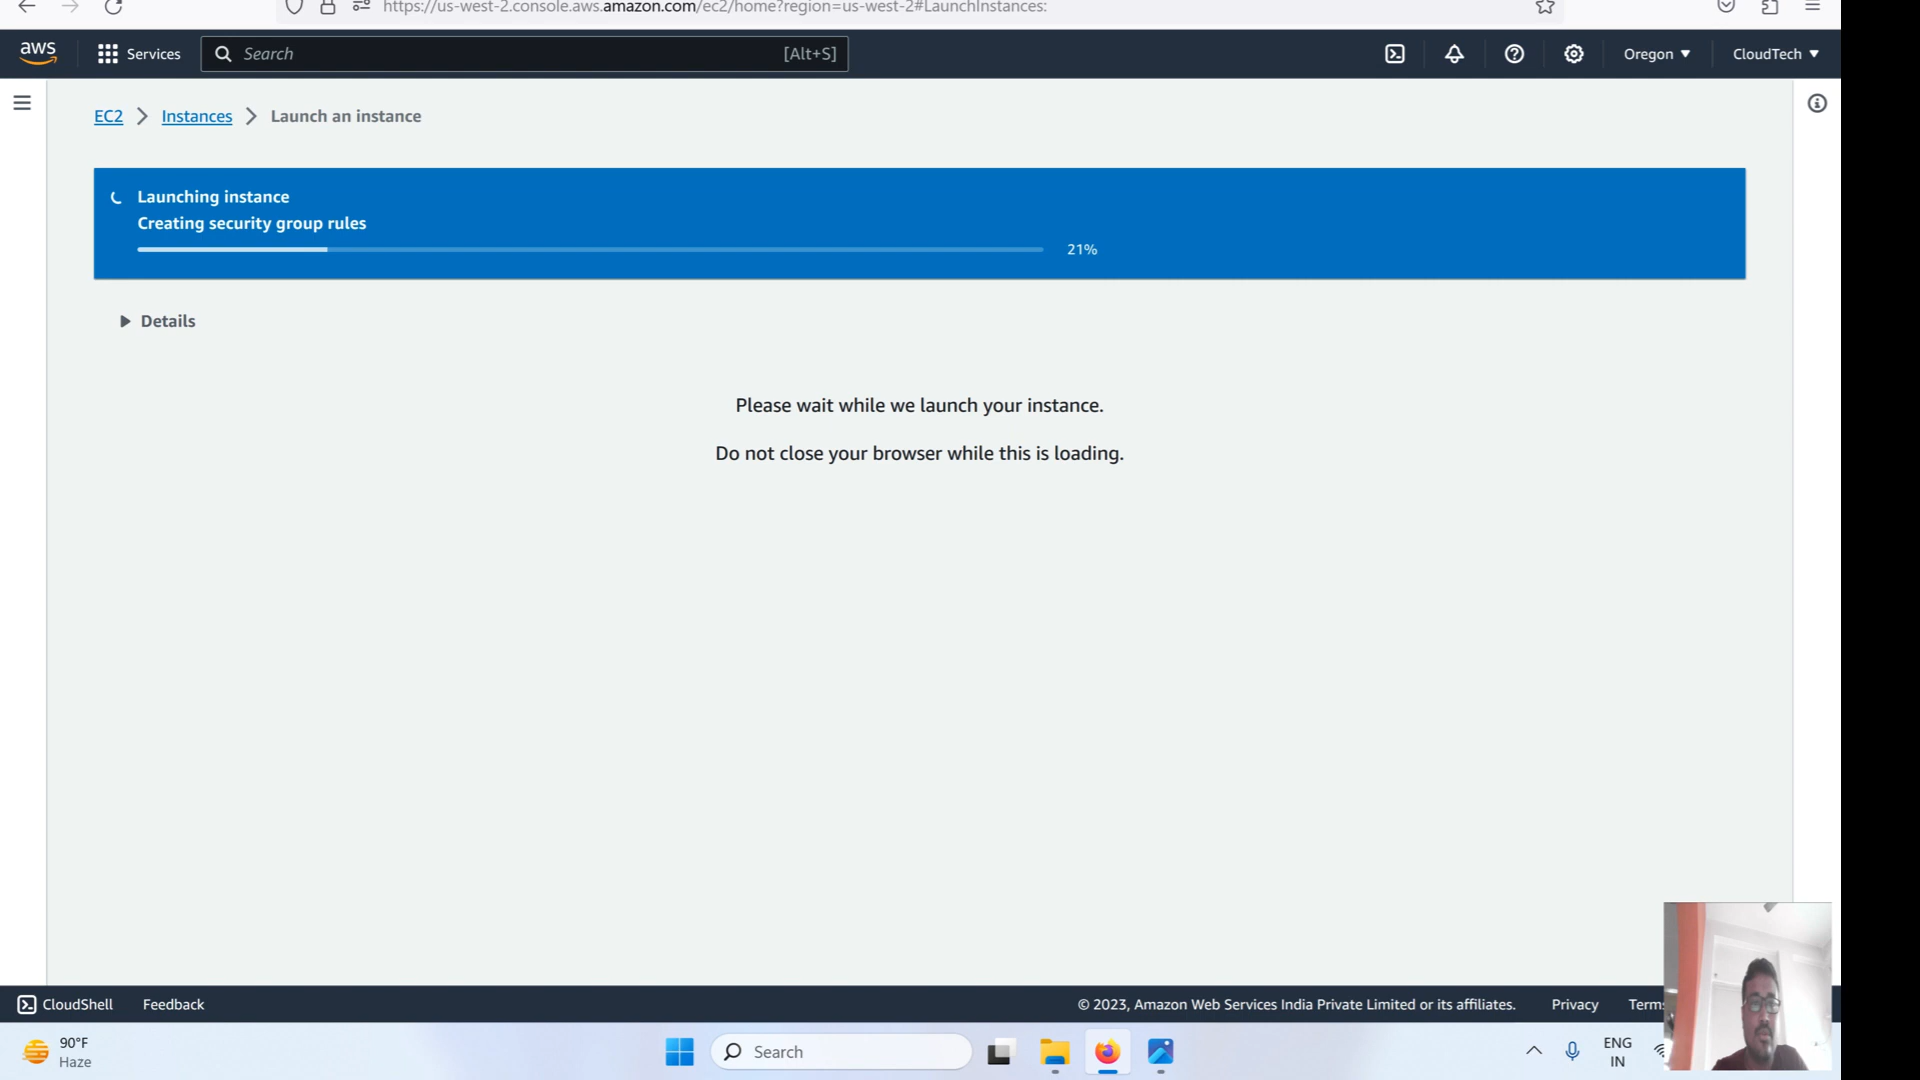 https://us-west-2.console.aws.amazon.com/ec2/home?region=us-west-2#LaunchInstances:
aws
Services
Search
[Alt+S]
Oregon
CloudTech
EC2
Instances
Launch an instance
Launching instance
Creating security group rules
21%
Details
Please wait while we launch your instance.
Do not close your browser while this is loading.
CloudShell
Feedback
© 2023, Amazon Web Services India Private Limited or its affiliates.
Privacy
Terms
90°F
Haze
Search
ENG
IN